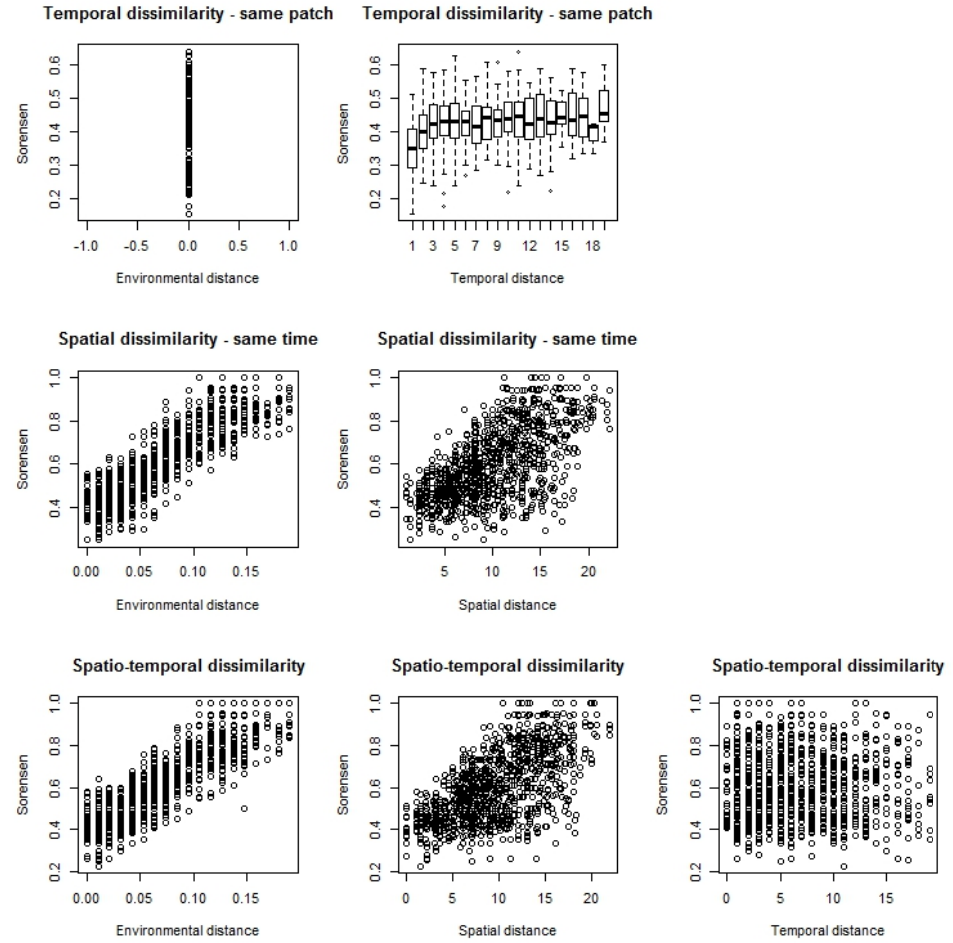 Temporal dissimilarity - same patch
Temporal dissimilarity - same patch
Sorensen
0.2 0.3 0.4 0.5 0.6
-1.0 -0.5 0.0 0.5 1.0
Environmental distance
Sorensen
0.2 0.3 0.4 0.5 0.6
1 3 5 7 9 12 15 18
Temporal distance
Spatial dissimilarity - same time
Spatial dissimilarity - same time
Sorensen
0.4 0.6 0.8 1.0
0.00 0.05 0.10 0.15
Environmental distance
Sorensen
0.4 0.6 0.8 1.0
5 10 15 20
Spatial distance
Spatio-temporal dissimilarity
Spatio-temporal dissimilarity
Spatio-temporal dissimilarity
Sorensen
0.2 0.4 0.6 0.8 1.0
0.00 0.05 0.10 0.15
Environmental distance
Sorensen
0.2 0.4 0.6 0.8 1.0
0 5 10 15 20
Spatial distance
Sorensen
0.2 0.4 0.6 0.8 1.0
0 5 10 15
Temporal distance